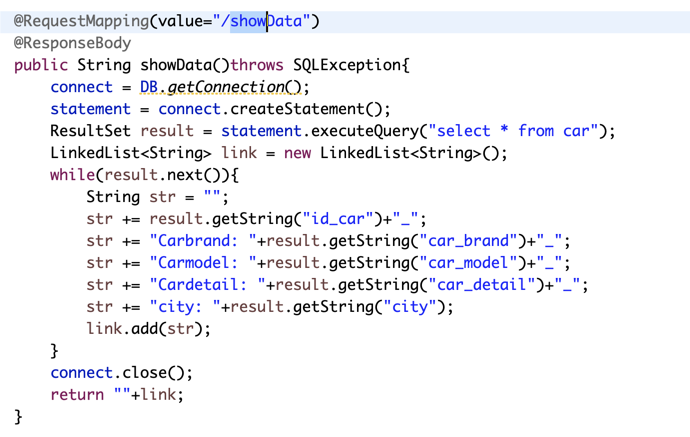 @RequestMapping(value="/showData")
@ResponseBody
public String showData()throws SQLException{
    connect = DB.getConnection();
    statement = connect.createStatement();
    ResultSet result = statement.executeQuery("select * from car");
    LinkedList<String> link = new LinkedList<String>();
    while(result.next()){
        String str = "";
        str += result.getString("id_car")+"_";
        str += "Carbrand: "+result.getString("car_brand")+"_";
        str += "Carmodel: "+result.getString("car_model")+"_";
        str += "Cardetail: "+result.getString("car_detail")+"_";
        str += "city: "+result.getString("city");
        link.add(str);
    }
    connect.close();
    return ""+link;
}